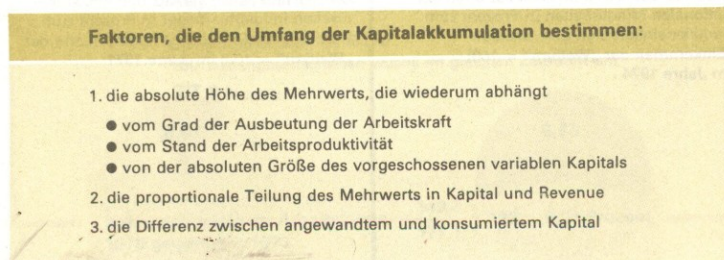 Faktoren, die den Umfang der Kapitalakkumulation bestimmen:
1. die absolute Höhe des Mehrwerts, die wiederum abhängt
● vom Grad der Ausbeutung der Arbeitskraft
● vom Stand der Arbeitsproduktivität
● von der absoluten Größe des vorgeschossenen variablen Kapitals
2. die proportionale Teilung des Mehrwerts in Kapital und Revenue
3. die Differenz zwischen angewandtem und konsumiertem Kapital